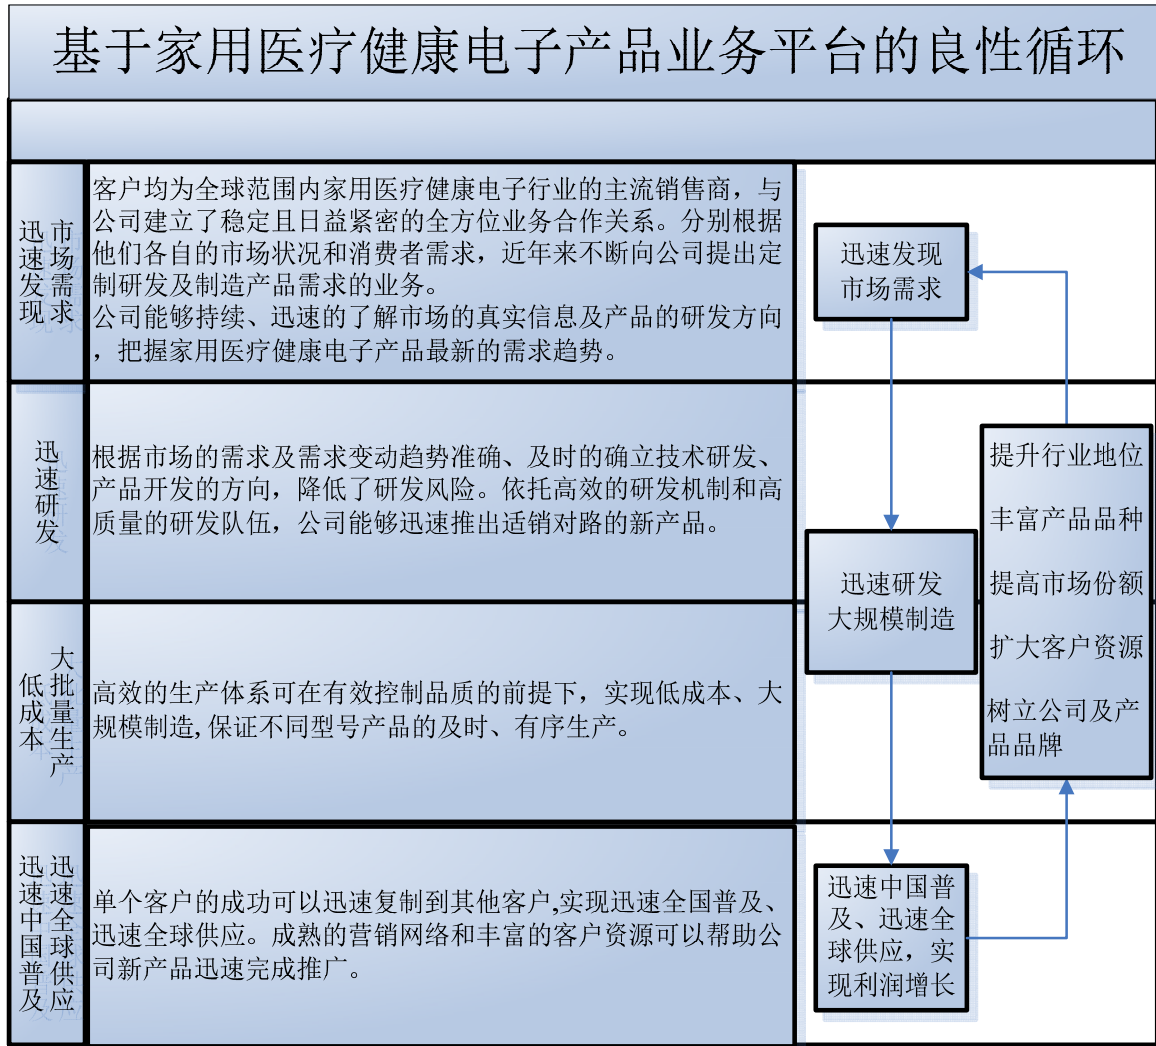 基于家用医疗健康电子产品业务平台的良性循环
迅速发现
市场需求
客户均为全球范围内家用医疗健康电子行业的主流销售商，与
公司建立了稳定且日益紧密的全方位业务合作关系。分别根据
他们各自的市场状况和消费者需求，近年来不断向公司提出定
制研发及制造产品需求的业务。
公司能够持续、迅速的了解市场的真实信息及产品的研发方向
，把握家用医疗健康电子产品最新的需求趋势。
迅速发现
市场需求
迅速研发
根据市场的需求及需求变动趋势准确、及时的确立技术研发、
产品开发的方向，降低了研发风险。依托高效的研发机制和高
质量的研发队伍，公司能够迅速推出适销对路的新产品。
迅速研发
大规模制造
提升行业地位
丰富产品品种
提高市场份额
扩大客户资源
树立公司及产
品品牌
低成本
大批量生产
高效的生产体系可在有效控制品质的前提下，实现低成本、大
规模制造,保证不同型号产品的及时、有序生产。
迅速中国普及
迅速全球供应
单个客户的成功可以迅速复制到其他客户,实现迅速全国普及、
迅速全球供应。成熟的营销网络和丰富的客户资源可以帮助公
司新产品迅速完成推广。
迅速中国普
及、迅速全
球供应，实
现利润增长